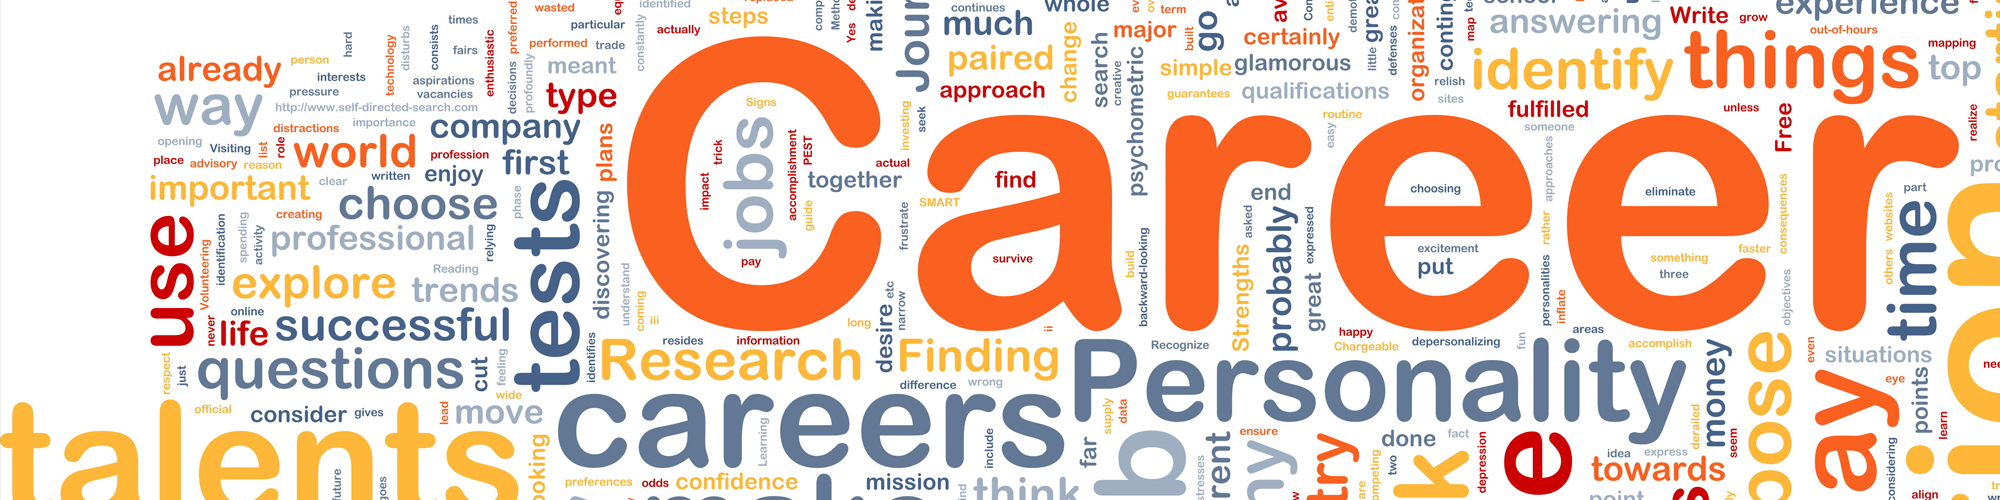 already
person
hard
technology
disturbs
times
consists
fairs
enthusiastic
preferred
wasted
particular
performed
trade
identified
constantly
steps
actually
interests
pressure
aspirations
vacancies
decisions
profoundly
meant
type
way
http://www.self-directed-search.com
distractions
importance
company
opening
Visiting
list
role
world
profession
first
plans
place
advisory
reason
written
enjoy
important
clear
choose
phase
tests
creating
use
identification
spending
activity
professional
relying
discovering
Volunteering
explore
Reading
trends
understand
coming
iii
online
never
life
successful
respect
just
questions
cut
feeling
identifies
wide
official
consider
gives
lead
move
talents
future
goes
Career
Signs
jobs
trick
impact
accomplishment
PEST
guide
pay
together
actual
frustrate
investing
seek
SMART
find
survive
long
desire
etc
narrow
ii
resides
information
Research
Finding
difference
wrong
careers
Learning
include
preferences
odds
confidence
mission
think
continues
much
whole
paired
approach
change
search
creative
psychometric
major
term
built
go
simple
guarantees
certainly
glamorous
qualifications
routine
easy
little
defenses
relish
sites
map
answering
identify
Write
grow
experience
things
out-of-hours
mapping
top
fulfilled
someone
unless
Free
realize
approaches
end
asked
expressed
probably
Strengths
great
build
backward-looking
choosing
excitement
put
eliminate
something
three
faster
consequences
rather
personalities
inflate
objectives
others
websites
part
time
happy
Chargeable
depersonalizing
fun
areas
accomplish
Recognize
Personality
money
even
situations
eye
points
learn
supply
data
far
ensure
done
fact
two
depression
idea
express
towards
derailed
seem
point
align